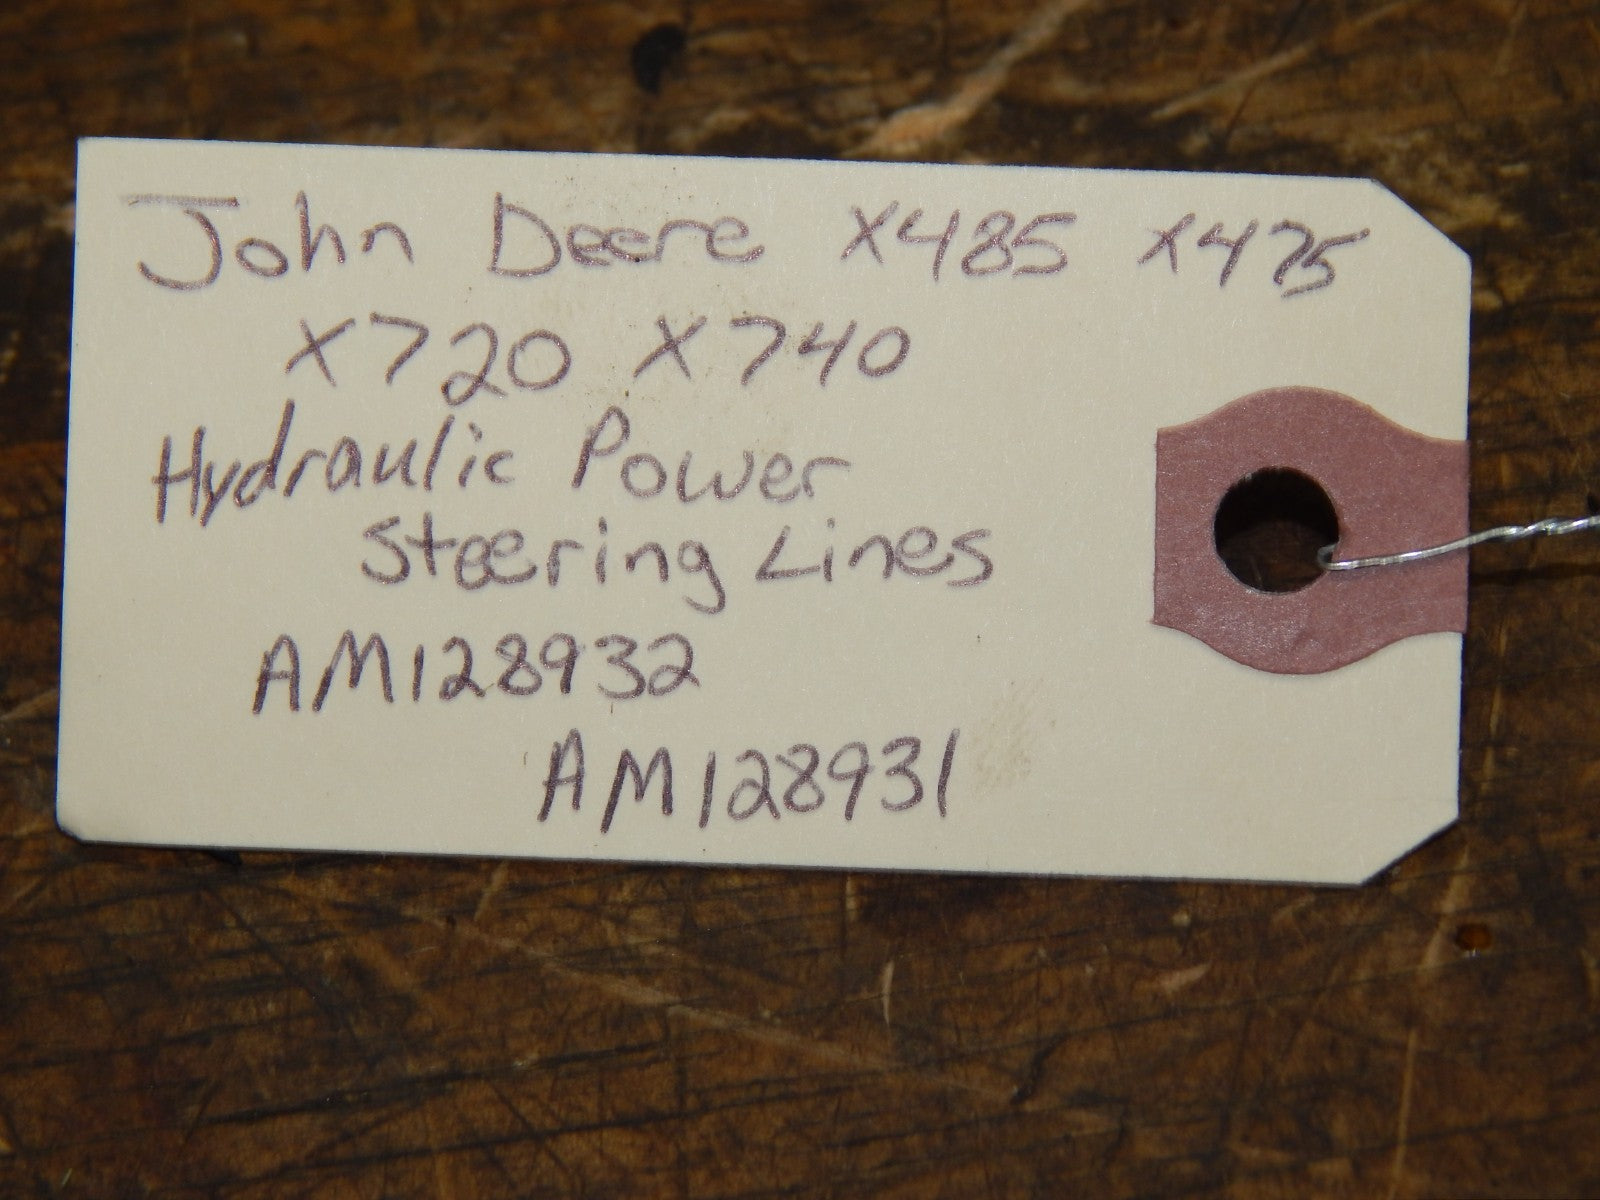 John Deere X485 X475
X720 X740
Hydraulic Power
Steering Lines
AM128932
AM128931